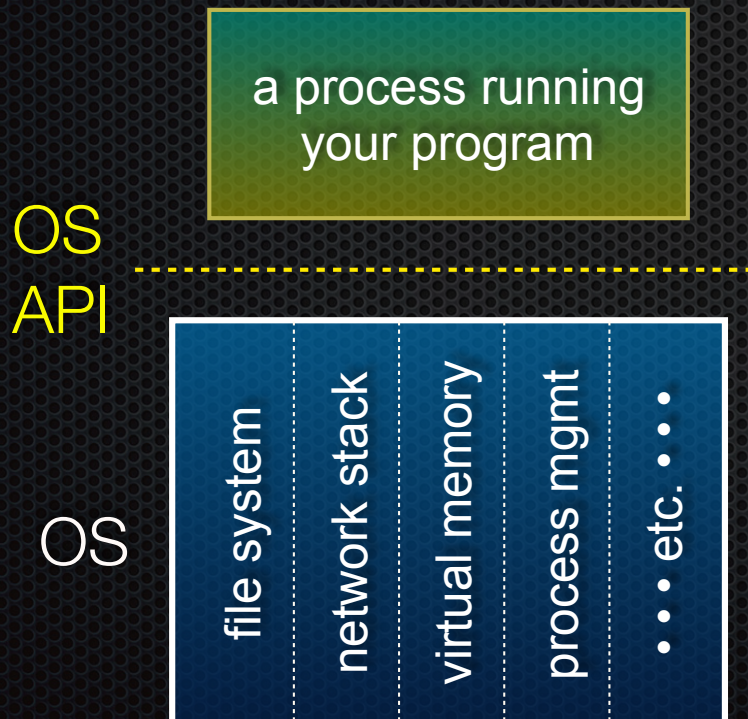 a process running
your program
OS
API
OS
file system
network stack
virtual memory
process mgmt
• • • etc. • • •